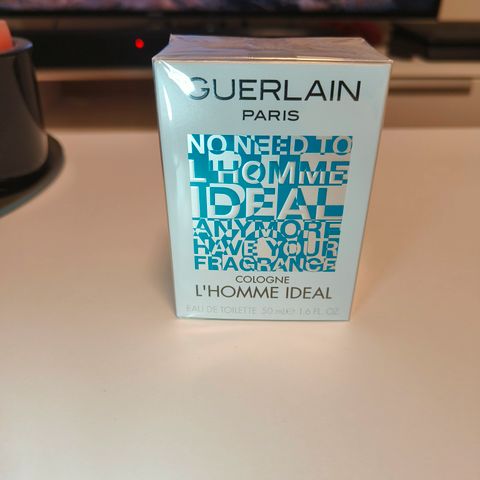 GUERLAIN
PARIS
NO NEED TO
L'HOMME
IDEAL
ANYMORE
HAVE YOUR
FRAGRANCE
COLOGNE
L'HOMME IDEAL
EAU DE TOILETTE 50 ml ℮ 1.6 FL. OZ.